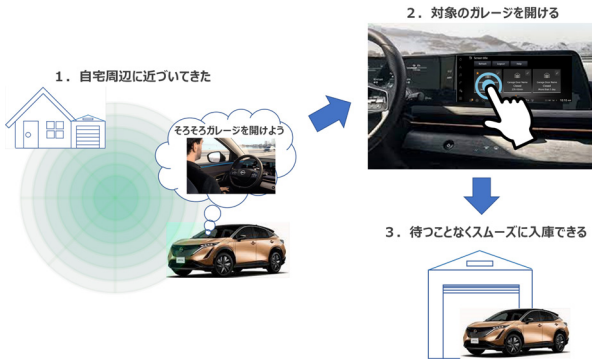 1．自宅周辺に近づいてきた
そろそろガレージを開けよう
2．対象のガレージを開ける
3．待つことなくスムーズに入庫できる